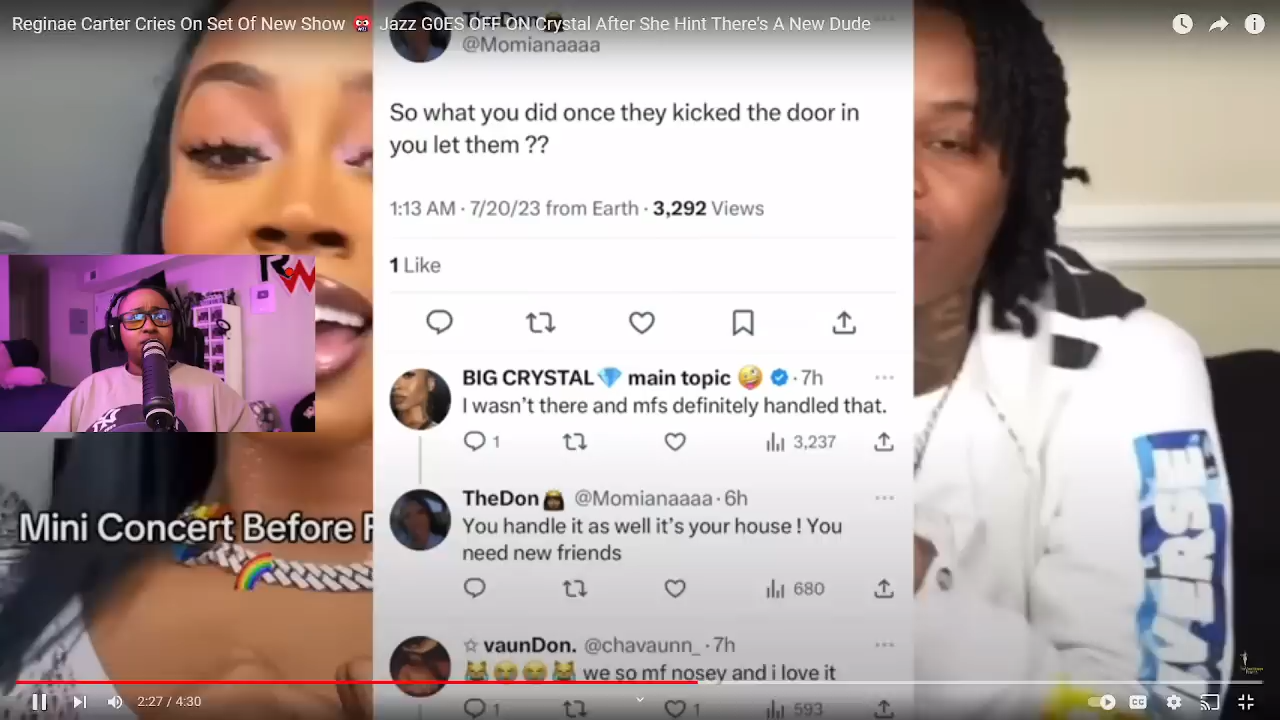 Reginae Carter Cries On Set Of New Show 👹 Jazz G0ES OFF ON Crystal After She Hint There's A New Dude
@Momianaaaa
So what you did once they kicked the door in
you let them ??
1:13 AM · 7/20/23 from Earth · 3,292 Views
1 Like
RW
BIG CRYSTAL💎 main topic 🤪 · 7h
I wasn't there and mfs definitely handled that.
1 3,237
TheDon @Momianaaaa · 6h
You handle it as well it's your house ! You
need new friends
680
Mini Concert Before
🌈
☆ vaunDon. @chavaunn_ · 7h
😹😭😭😹 we so mf nosey and i love it
1 1 593
2:27 / 4:30
CC